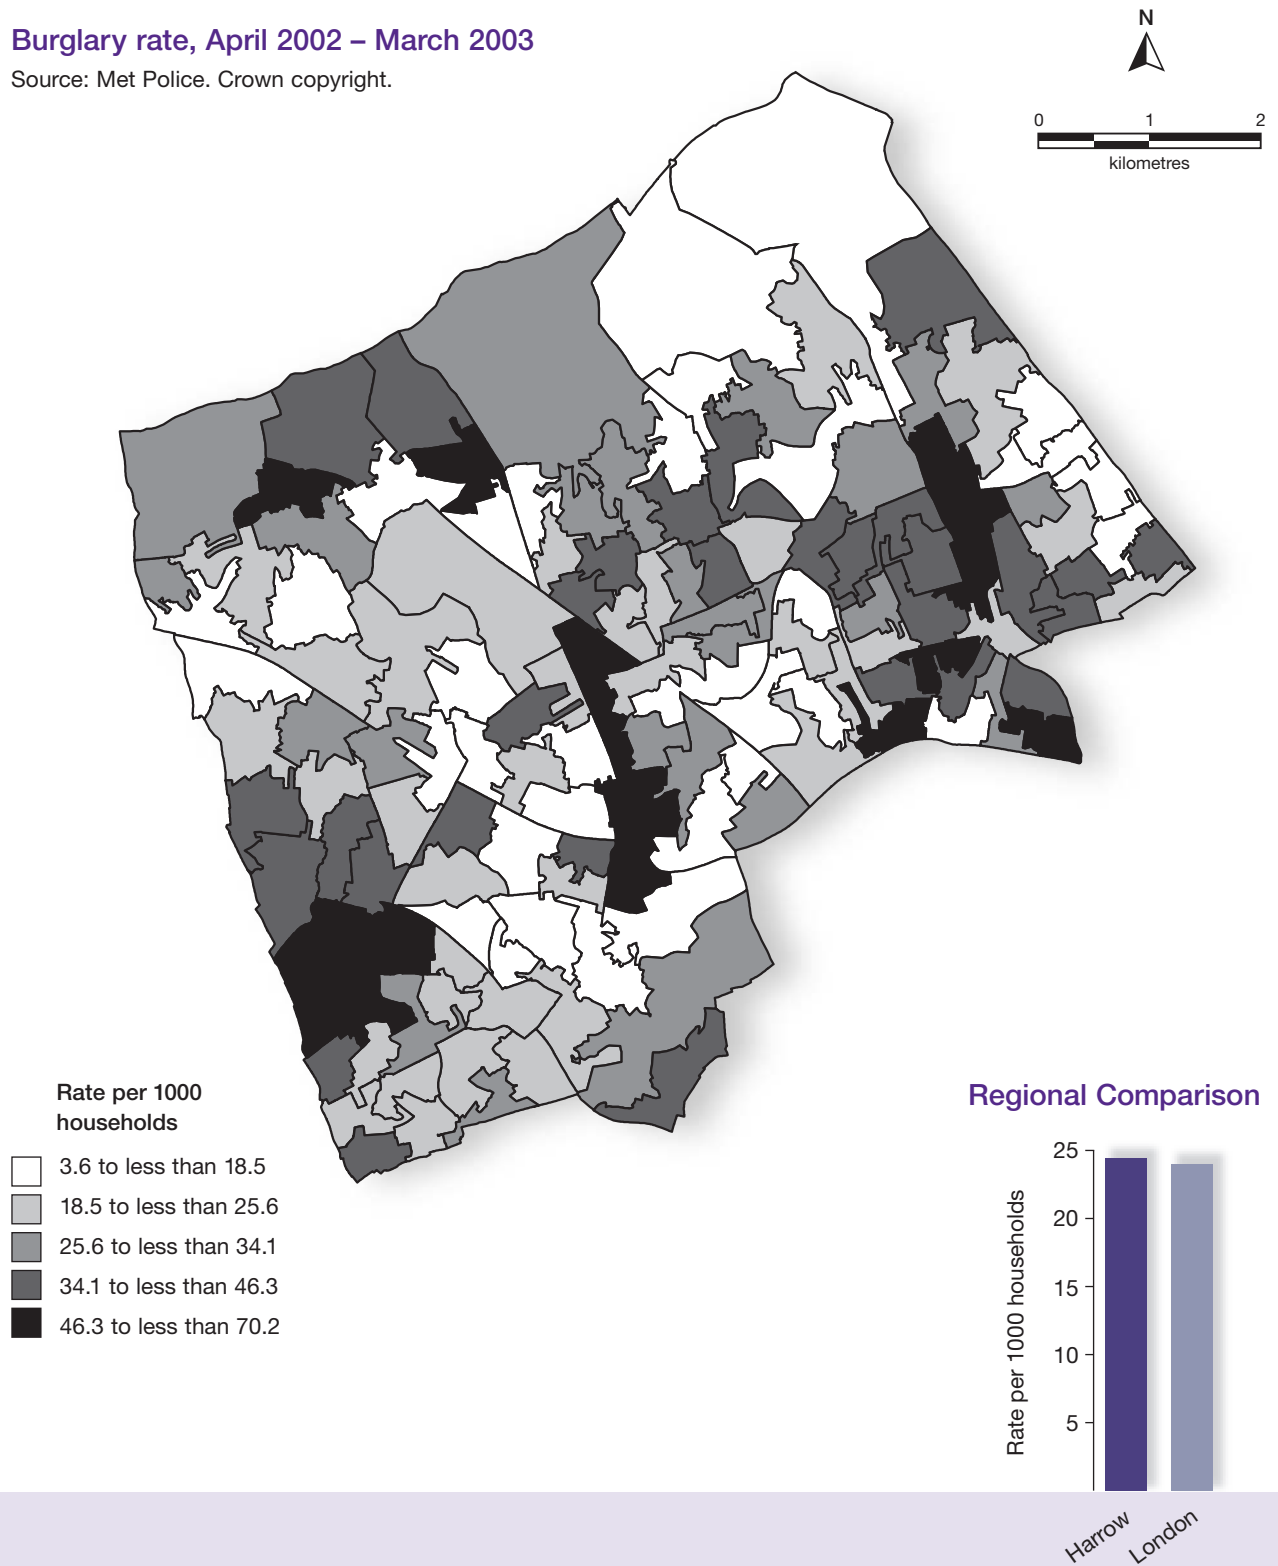 Burglary rate, April 2002 – March 2003
Source: Met Police. Crown copyright.
N
0 1 2
kilometres
Rate per 1000
households
3.6 to less than 18.5
18.5 to less than 25.6
25.6 to less than 34.1
34.1 to less than 46.3
46.3 to less than 70.2
Regional Comparison
Rate per 1000 households
25
20
15
10
5
Harrow
London